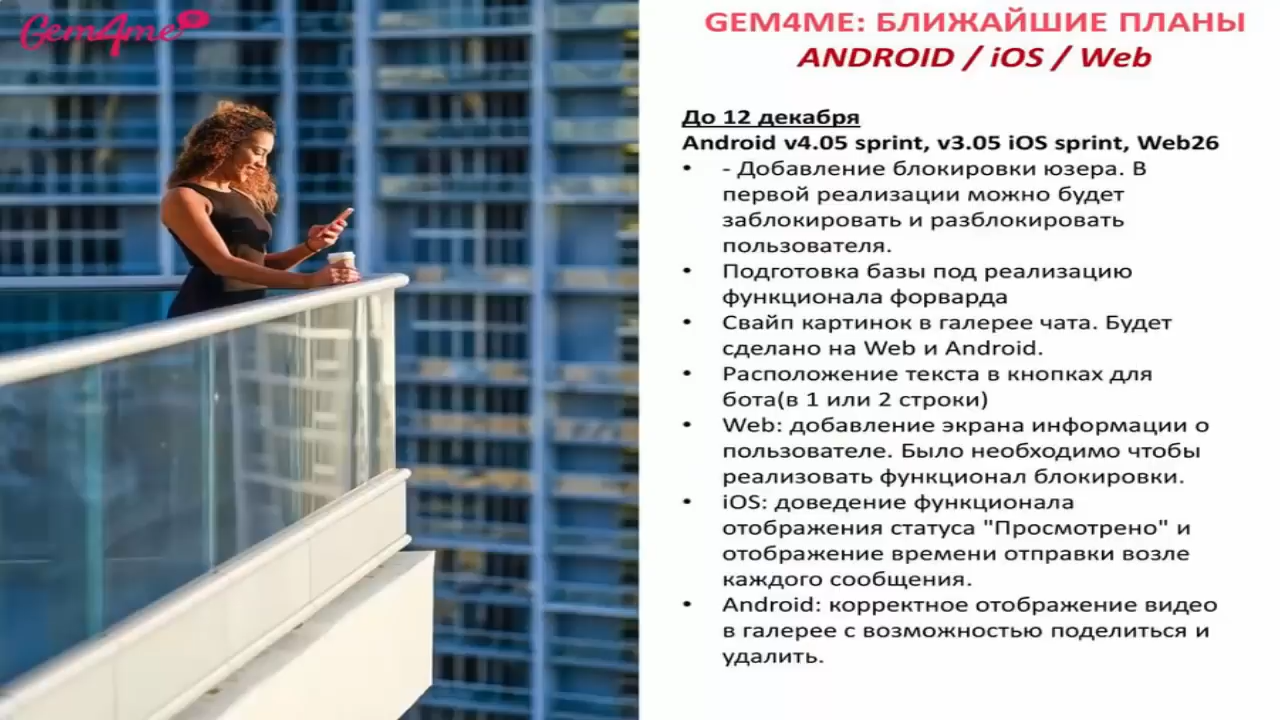 Gem4me
GEM4ME: БЛИЖАЙШИЕ ПЛАНЫ
ANDROID / iOS / Web
До 12 декабря
Android v4.05 sprint, v3.05 iOS sprint, Web26
• - Добавление блокировки юзера. В
первой реализации можно будет
заблокировать и разблокировать
пользователя.
• Подготовка базы под реализацию
функционала форварда
• Свайп картинок в галерее чата. Будет
сделано на Web и Android.
• Расположение текста в кнопках для
бота(в 1 или 2 строки)
• Web: добавление экрана информации о
пользователе. Было необходимо чтобы
реализовать функционал блокировки.
• iOS: доведение функционала
отображения статуса "Просмотрено" и
отображение времени отправки возле
каждого сообщения.
• Android: корректное отображение видео
в галерее с возможностью поделиться и
удалить.